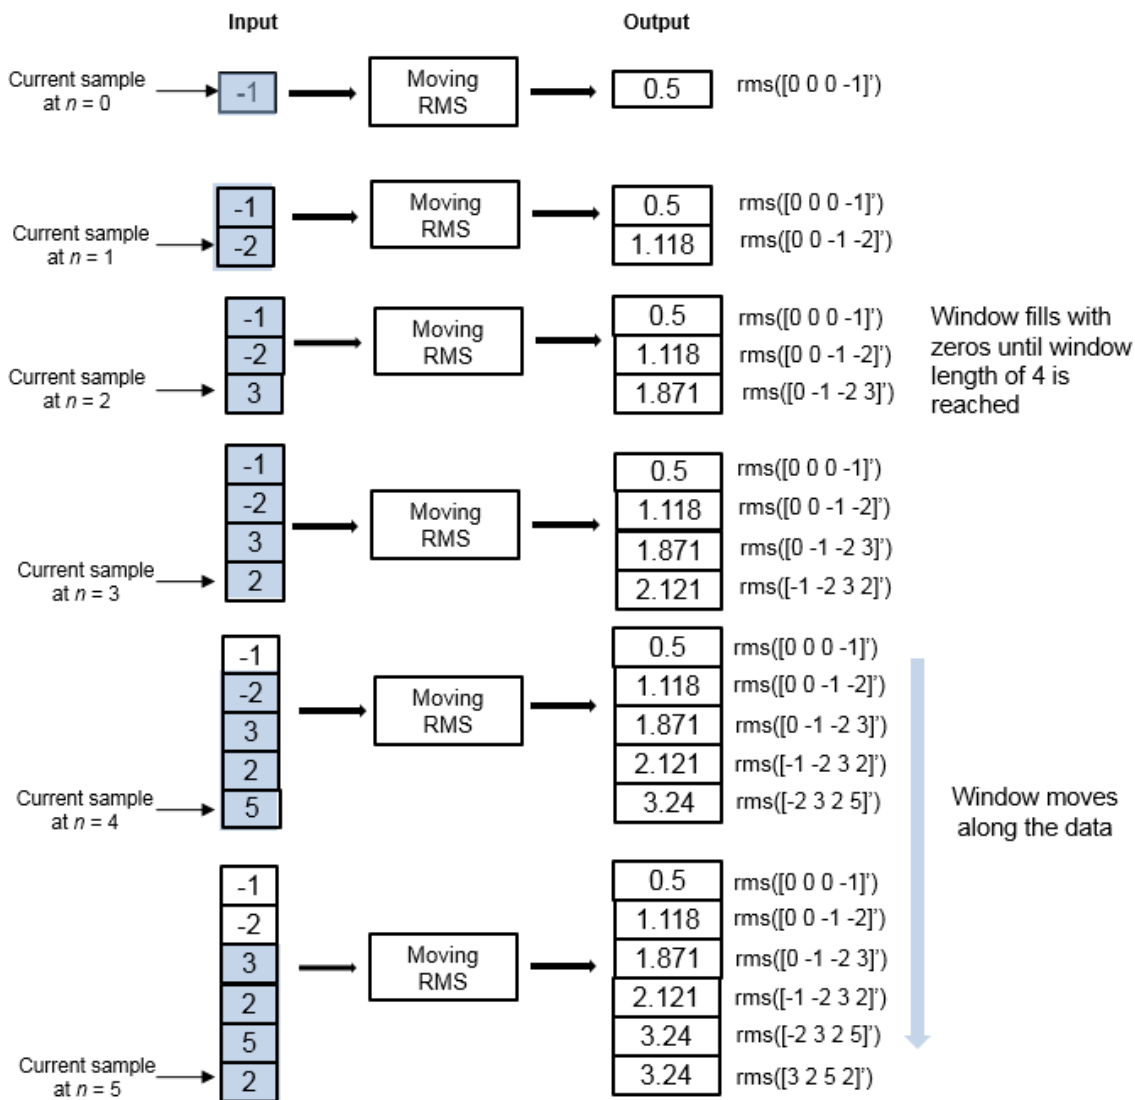 Input
Output
Current sample
at n = 0
-1
Moving
RMS
0.5
rms([0 0 0 -1]')
Current sample
at n = 1
-1
-2
Moving
RMS
0.5
1.118
rms([0 0 0 -1]')
rms([0 0 -1 -2]')
Current sample
at n = 2
-1
-2
3
Moving
RMS
0.5
1.118
1.871
rms([0 0 0 -1]')
rms([0 0 -1 -2]')
rms([0 -1 -2 3]')
Window fills with
zeros until window
length of 4 is
reached
Current sample
at n = 3
-1
-2
3
2
Moving
RMS
0.5
1.118
1.871
2.121
rms([0 0 0 -1]')
rms([0 0 -1 -2]')
rms([0 -1 -2 3]')
rms([-1 -2 3 2]')
Current sample
at n = 4
-1
-2
3
2
5
Moving
RMS
0.5
1.118
1.871
2.121
3.24
rms([0 0 0 -1]')
rms([0 0 -1 -2]')
rms([0 -1 -2 3]')
rms([-1 -2 3 2]')
rms([-2 3 2 5]')
Window moves
along the data
Current sample
at n = 5
-1
-2
3
2
5
2
Moving
RMS
0.5
1.118
1.871
2.121
3.24
3.24
rms([0 0 0 -1]')
rms([0 0 -1 -2]')
rms([0 -1 -2 3]')
rms([-1 -2 3 2]')
rms([-2 3 2 5]')
rms([3 2 5 2]')